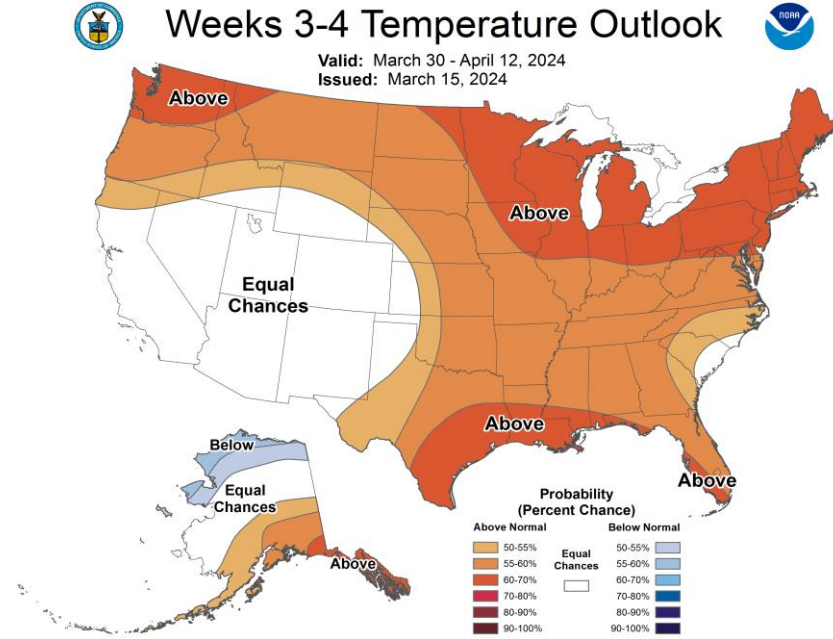 Weeks 3-4 Temperature Outlook
NOAA
Valid: March 30 - April 12, 2024
Issued: March 15, 2024
Above
Above
Equal
Chances
Above
Above
Below
Equal
Chances
Above
Probability
(Percent Chance)
Above Normal
Below Normal
50-55%
55-60%
60-70%
70-80%
80-90%
90-100%
Equal
Chances
50-55%
55-60%
60-70%
70-80%
80-90%
90-100%